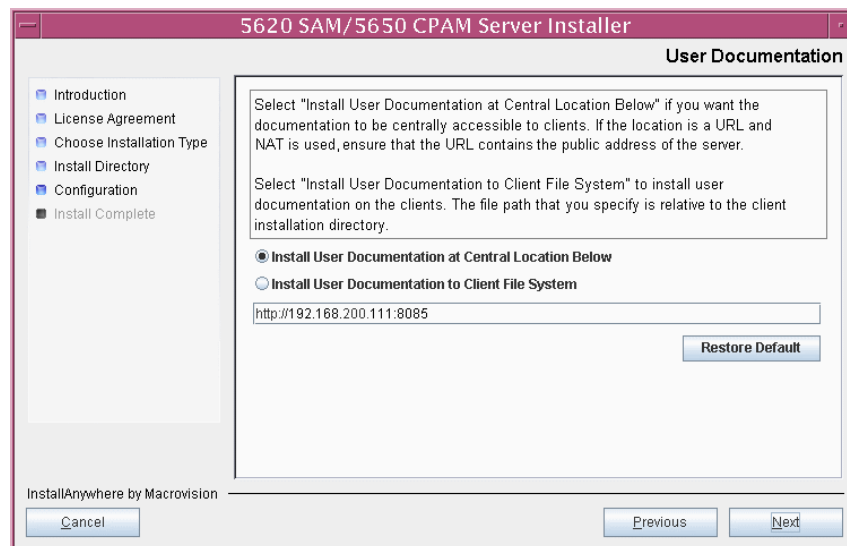 5620 SAM/5650 CPAM Server Installer
User Documentation
Introduction
License Agreement
Choose Installation Type
Install Directory
Configuration
Install Complete
Select "Install User Documentation at Central Location Below" if you want the
documentation to be centrally accessible to clients. If the location is a URL and
NAT is used, ensure that the URL contains the public address of the server.
Select "Install User Documentation to Client File System" to install user
documentation on the clients. The file path that you specify is relative to the client
installation directory.
Install User Documentation at Central Location Below
Install User Documentation to Client File System
http://192.168.200.111:8085
Restore Default
InstallAnywhere by Macrovision
Cancel
Previous
Next